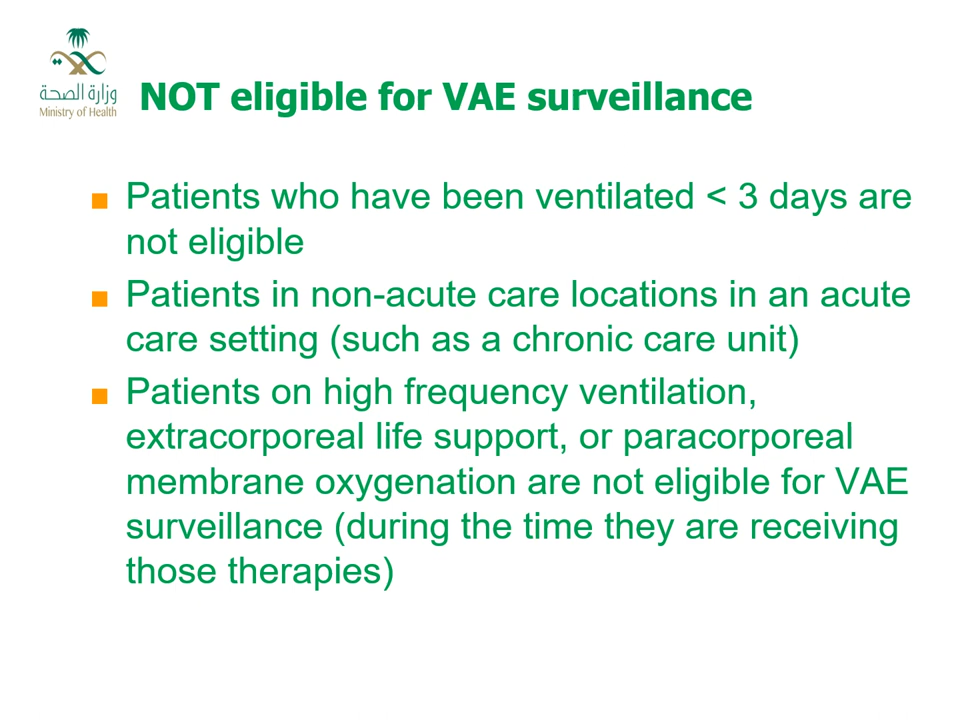 وزارة الصحة
Ministry of Health
NOT eligible for VAE surveillance
Patients who have been ventilated < 3 days are
not eligible
Patients in non-acute care locations in an acute
care setting (such as a chronic care unit)
Patients on high frequency ventilation,
extracorporeal life support, or paracorporeal
membrane oxygenation are not eligible for VAE
surveillance (during the time they are receiving
those therapies)